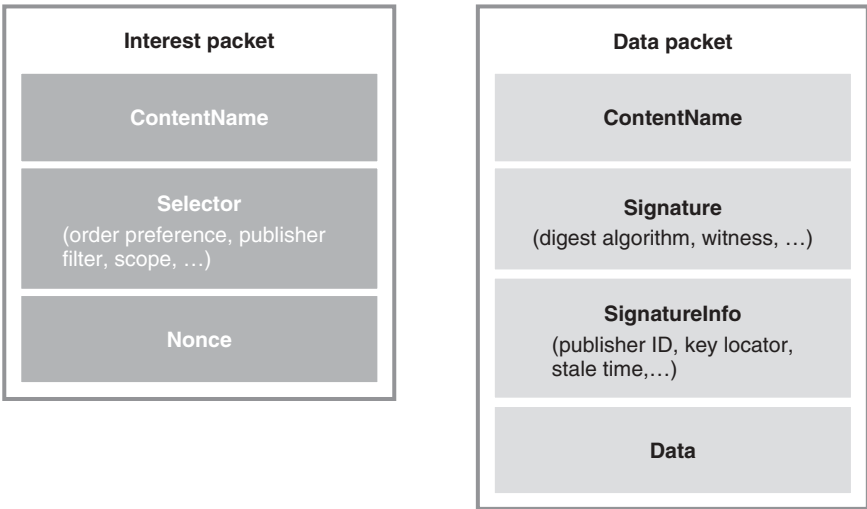 Interest packet
ContentName
Selector
(order preference, publisher
filter, scope, …)
Nonce
Data packet
ContentName
Signature
(digest algorithm, witness, …)
SignatureInfo
(publisher ID, key locator,
stale time,…)
Data